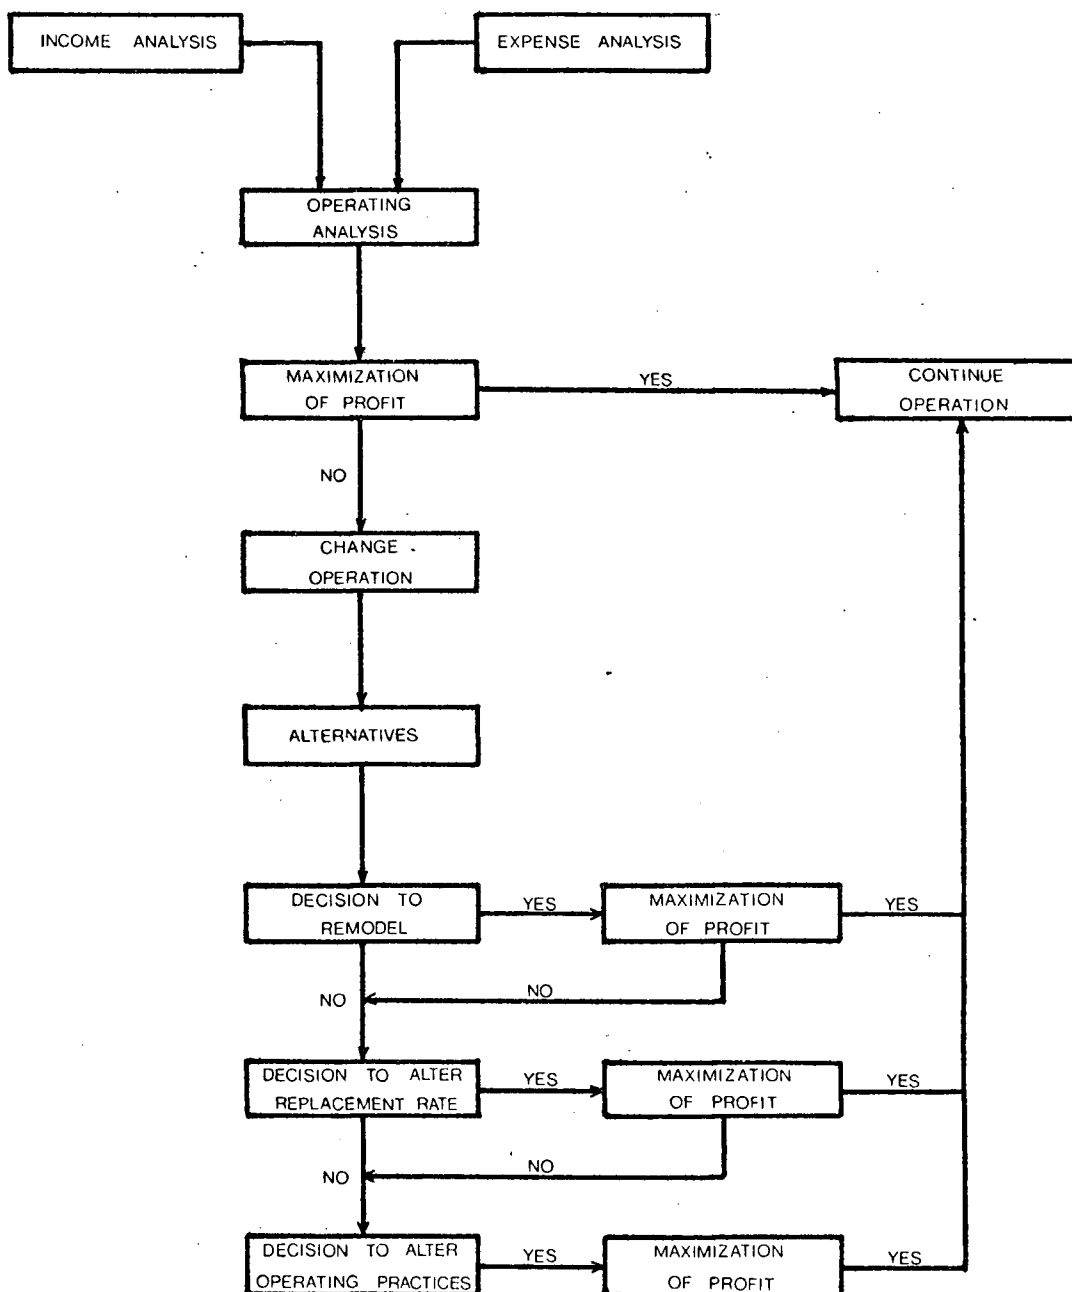 INCOME ANALYSIS
EXPENSE ANALYSIS
OPERATING
ANALYSIS
MAXIMIZATION
OF PROFIT
YES
CONTINUE
OPERATION
NO
CHANGE
OPERATION
ALTERNATIVES
DECISION TO
REMODEL
YES
MAXIMIZATION
OF PROFIT
YES
NO
NO
DECISION TO ALTER
REPLACEMENT RATE
YES
MAXIMIZATION
OF PROFIT
YES
NO
NO
DECISION TO ALTER
OPERATING PRACTICES
YES
MAXIMIZATION
OF PROFIT
YES